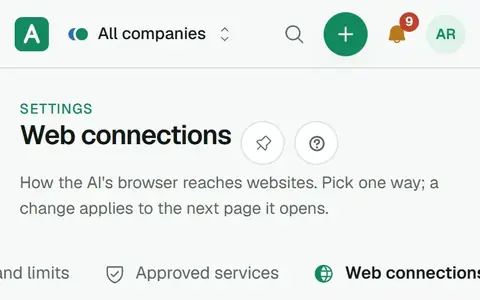 A
All companies
9
AR
SETTINGS
Web connections
How the AI's browser reaches websites. Pick one way; a
change applies to the next page it opens.
and limits
Approved services
Web connections